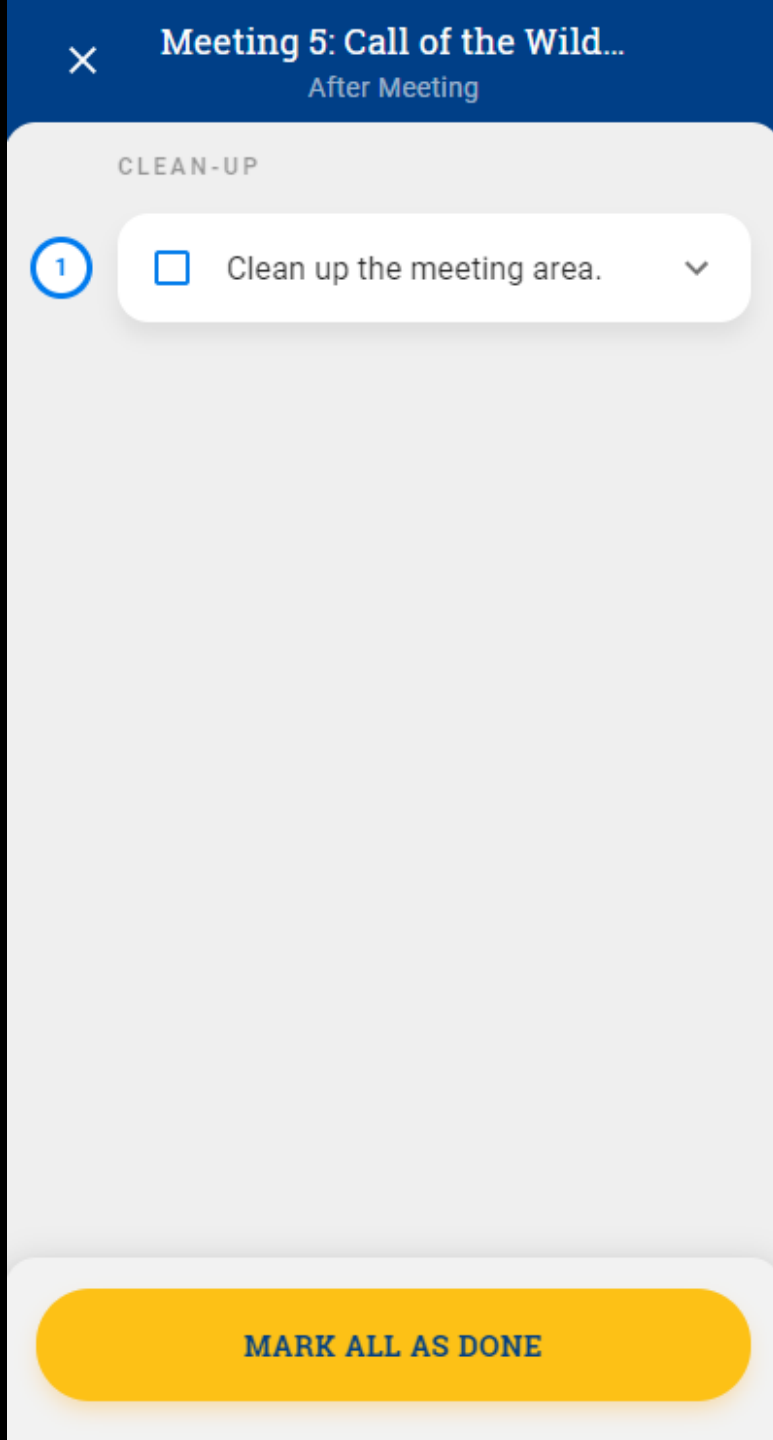 Meeting 5: Call of the Wild...
After Meeting
CLEAN-UP
1
Clean up the meeting area.
MARK ALL AS DONE